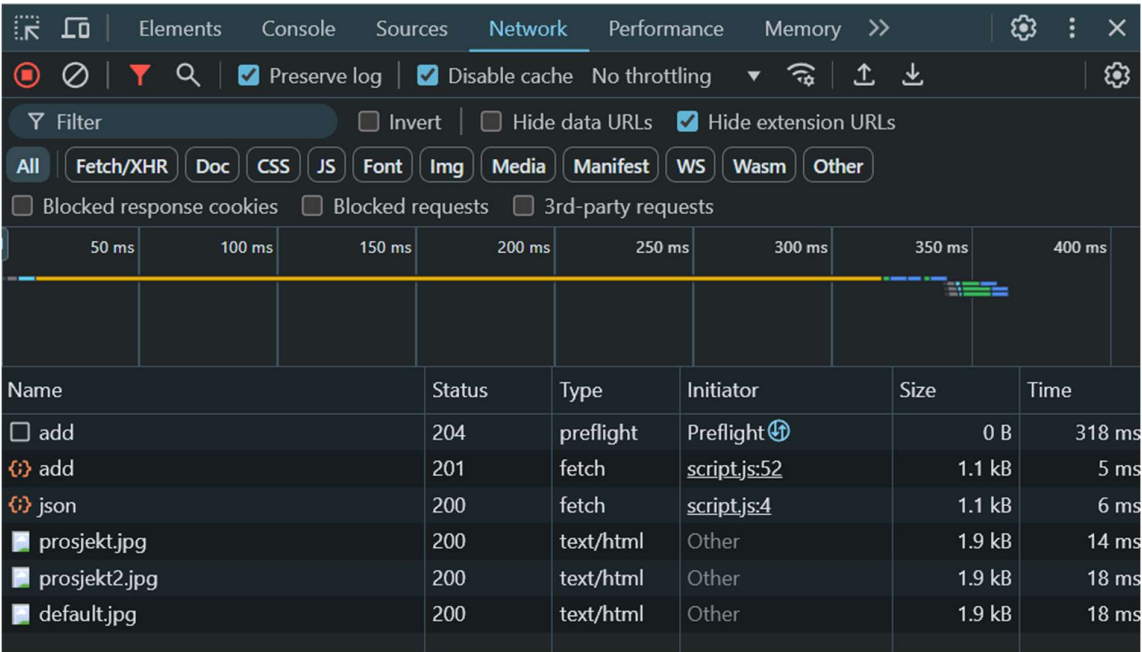 Elements Console Sources Network Performance Memory
Preserve log Disable cache No throttling
Filter Invert Hide data URLs Hide extension URLs
All Fetch/XHR Doc CSS JS Font Img Media Manifest WS Wasm Other
Blocked response cookies Blocked requests 3rd-party requests
50 ms 100 ms 150 ms 200 ms 250 ms 300 ms 350 ms 400 ms
Name Status Type Initiator Size Time
add 204 preflight Preflight 0 B 318 ms
add 201 fetch script.js:52 1.1 kB 5 ms
json 200 fetch script.js:4 1.1 kB 6 ms
prosjekt.jpg 200 text/html Other 1.9 kB 14 ms
prosjekt2.jpg 200 text/html Other 1.9 kB 18 ms
default.jpg 200 text/html Other 1.9 kB 18 ms